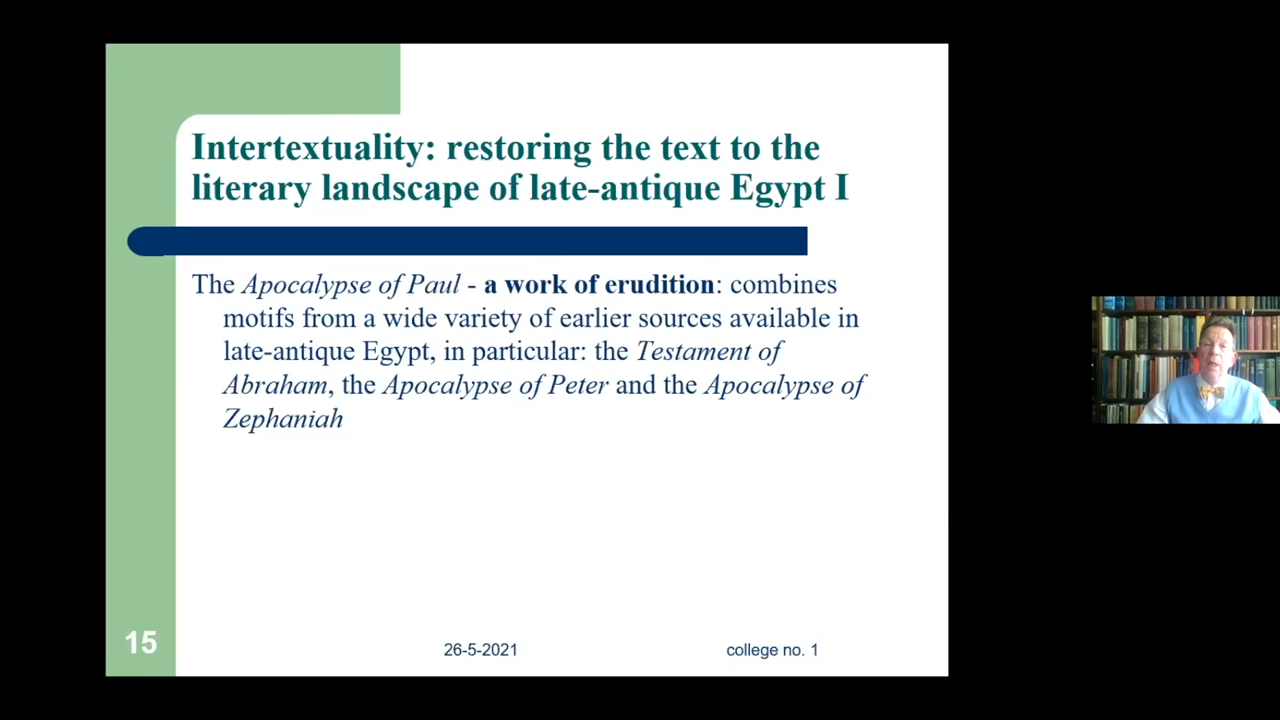 Intertextuality: restoring the text to the
literary landscape of late-antique Egypt I
The Apocalypse of Paul - a work of erudition: combines
motifs from a wide variety of earlier sources available in
late-antique Egypt, in particular: the Testament of
Abraham, the Apocalypse of Peter and the Apocalypse of
Zephaniah
15
26-5-2021
college no. 1